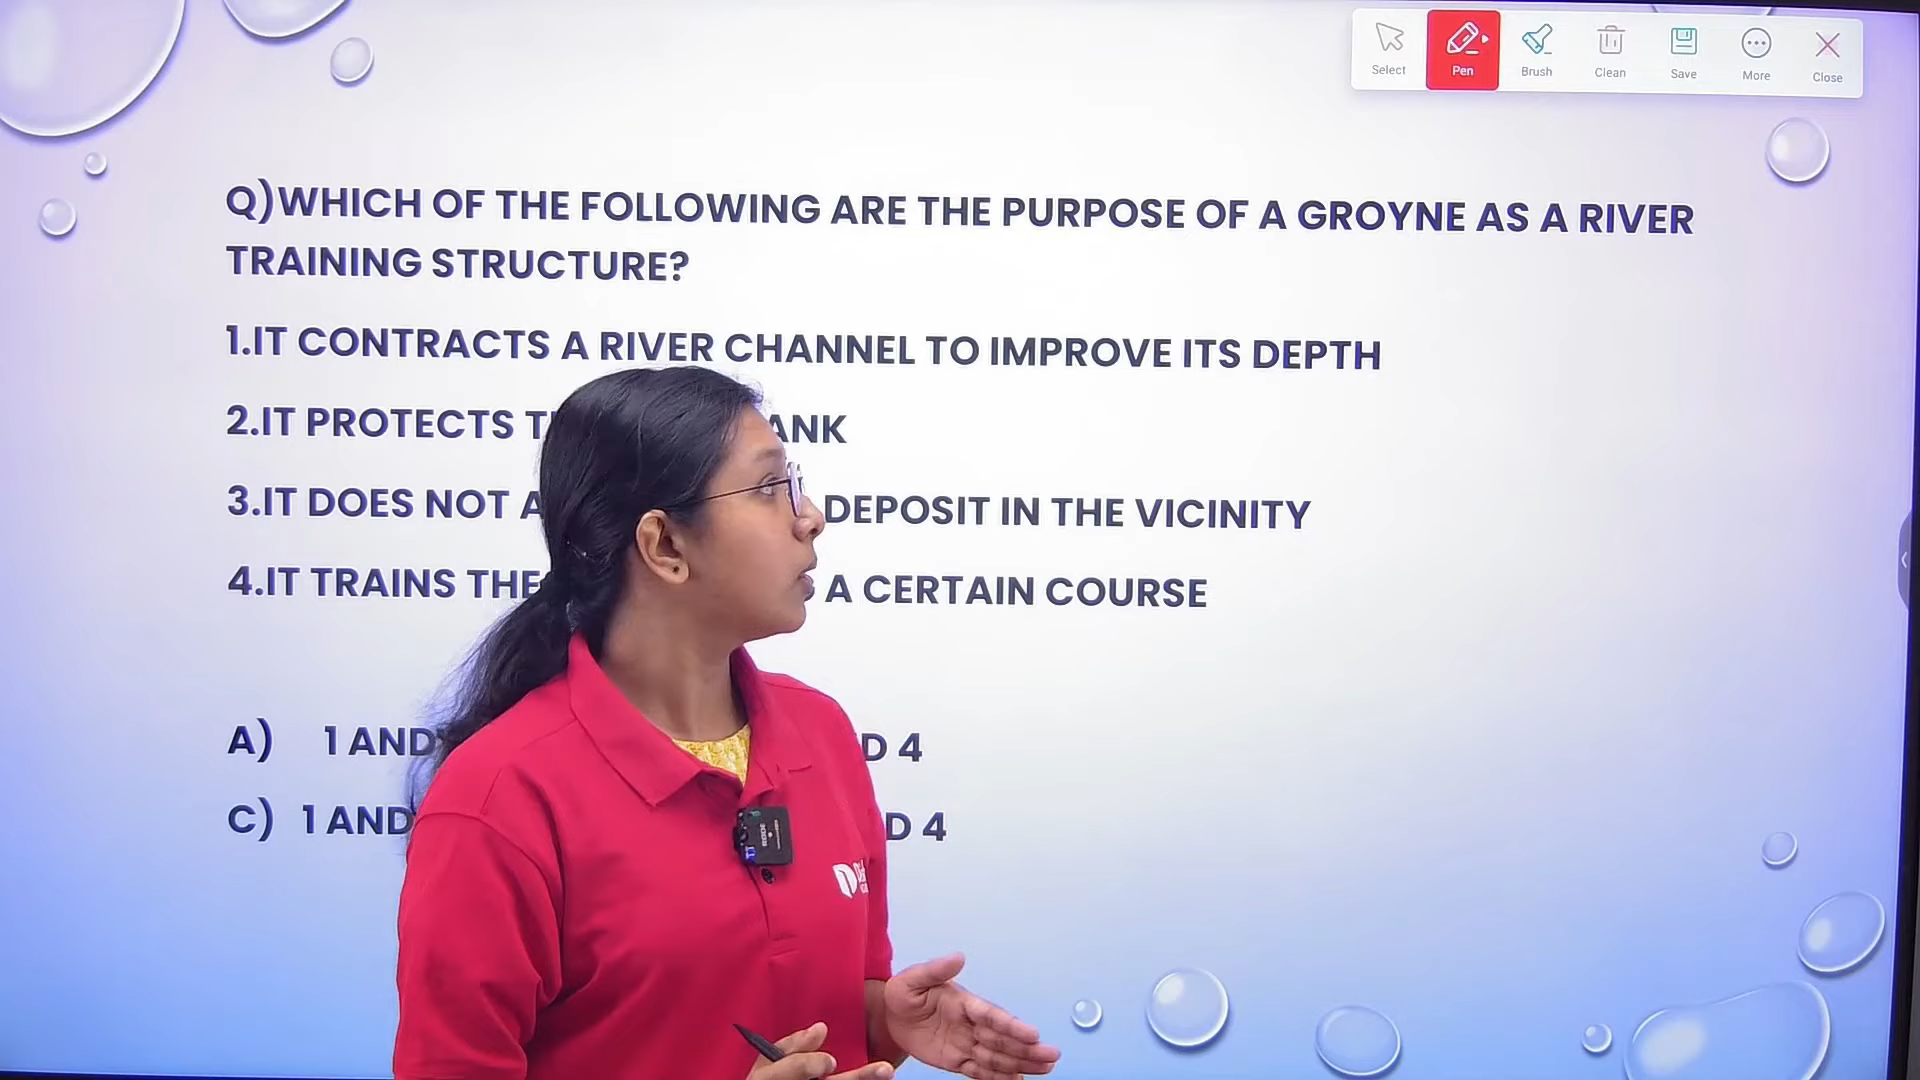 Select Pen Brush Clean Save More Close
Q)WHICH OF THE FOLLOWING ARE THE PURPOSE OF A GROYNE AS A RIVER
TRAINING STRUCTURE?
1.IT CONTRACTS A RIVER CHANNEL TO IMPROVE ITS DEPTH
2.IT PROTECTS
3.IT DOES NOT DEPOSIT IN THE VICINITY
4.IT TRAINS THE A CERTAIN COURSE
A) 1 AND 4
C) 1 AND 4